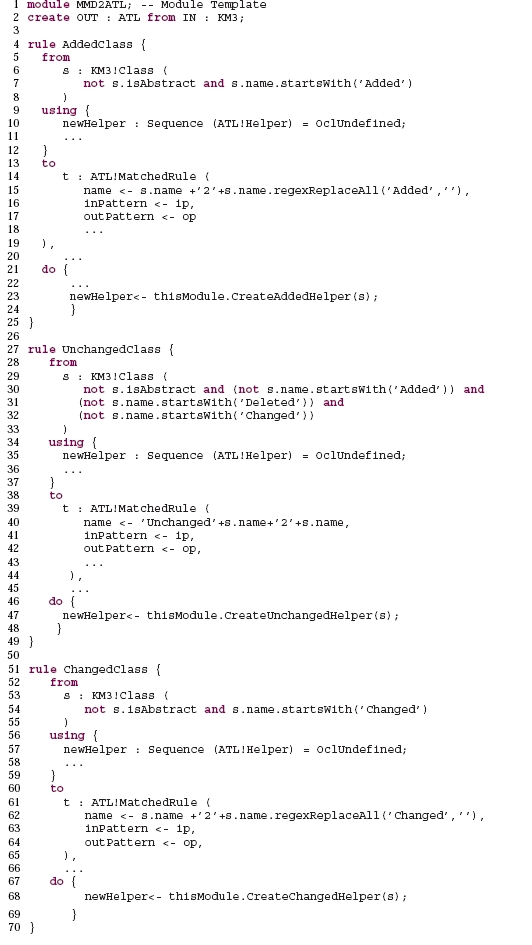 1 module MMD2ATL; -- Module Template
2 create OUT : ATL from IN : KM3;
3
4 rule AddedClass {
5 from
6 s : KM3!Class (
7 not s.isAbstract and s.name.startsWith('Added')
8 )
9 using {
10 newHelper : Sequence (ATL!Helper) = OclUndefined;
11 ...
12 }
13 to
14 t : ATL!MatchedRule (
15 name <- s.name +'2'+s.name.regexReplaceAll('Added',''),
16 inPattern <- ip,
17 outPattern <- op
18 ...
19 ),
20 ...
21 do {
22 ...
23 newHelper<- thisModule.CreateAddedHelper(s);
24 }
25 }
26
27 rule UnchangedClass {
28 from
29 s : KM3!Class (
30 not s.isAbstract and (not s.name.startsWith('Added')) and
31 (not s.name.startsWith('Deleted')) and
32 (not s.name.startsWith('Changed'))
33 )
34 using {
35 newHelper : Sequence (ATL!Helper) = OclUndefined;
36 ...
37 }
38 to
39 t : ATL!MatchedRule (
40 name <- 'Unchanged'+s.name+'2'+s.name,
41 inPattern <- ip,
42 outPattern <- op,
43 ...
44 ),
45 ...
46 do {
47 newHelper<- thisModule.CreateUnchangedHelper(s);
48 }
49 }
50
51 rule ChangedClass {
52 from
53 s : KM3!Class (
54 not s.isAbstract and s.name.startsWith('Changed')
55 )
56 using {
57 newHelper : Sequence (ATL!Helper) = OclUndefined;
58 ...
59 }
60 to
61 t : ATL!MatchedRule (
62 name <- s.name +'2'+s.name.regexReplaceAll('Changed',''),
63 inPattern <- ip,
64 outPattern <- op,
65 ),
66 ...
67 do {
68 newHelper<- thisModule.CreateChangedHelper(s);
69 }
70 }